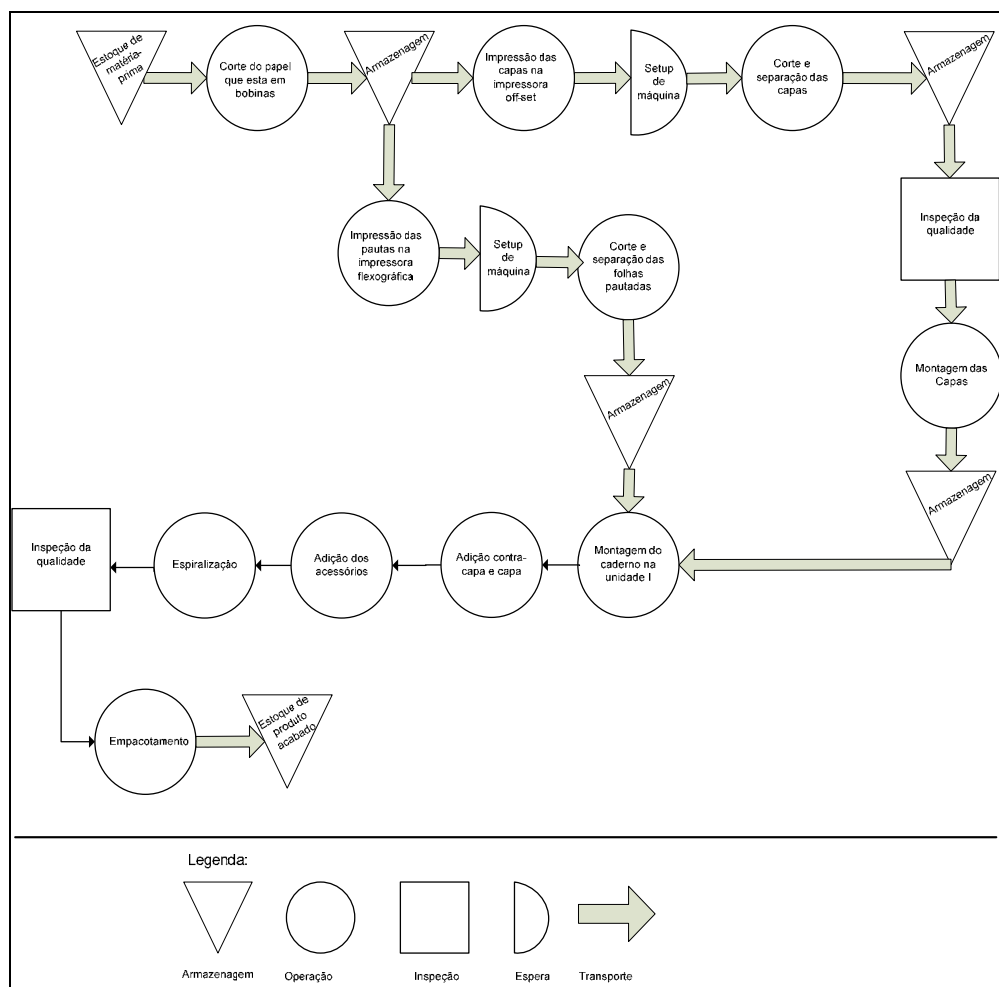 Estoque de
matéria-
prima
Corte do papel
que esta em
bobinas
Armazenagem
Impressão das
capas na
impressora
off-set
Setup
de
máquina
Corte e
separação das
capas
Armazenagem
Impressão das
pautas na
impressora
flexográfica
Setup
de
máquina
Corte e
separação das
folhas
pautadas
Inspeção da
qualidade
Montagem das
Capas
Armazenagem
Armazenagem
Inspeção da
qualidade
Espiralização
Adição dos
acessórios
Adição contra-
capa e capa
Montagem do
caderno na
unidade I
Empacotamento
Estoque de
produto
acabado
Legenda:
Armazenagem
Operação
Inspeção
Espera
Transporte